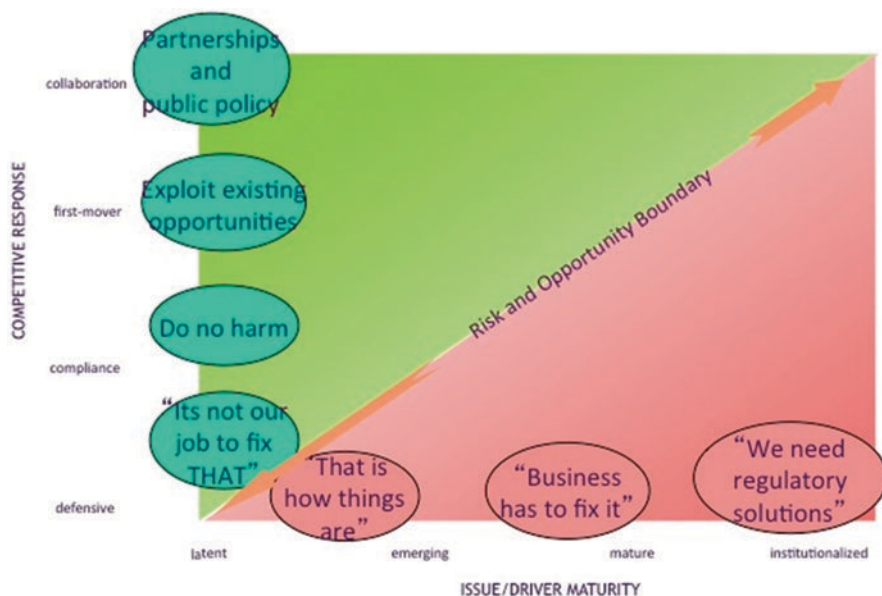 Partnerships
and
public policy
collaboration
Exploit existing
opportunities
first-mover
Do no harm
compliance
“Its not our
job to fix
THAT”
defensive
COMPETITIVE RESPONSE
Risk and Opportunity Boundary
“That is
how things
are”
“Business
has to fix it”
“We need
regulatory
solutions”
latent
emerging
mature
institutionalized
ISSUE/DRIVER MATURITY